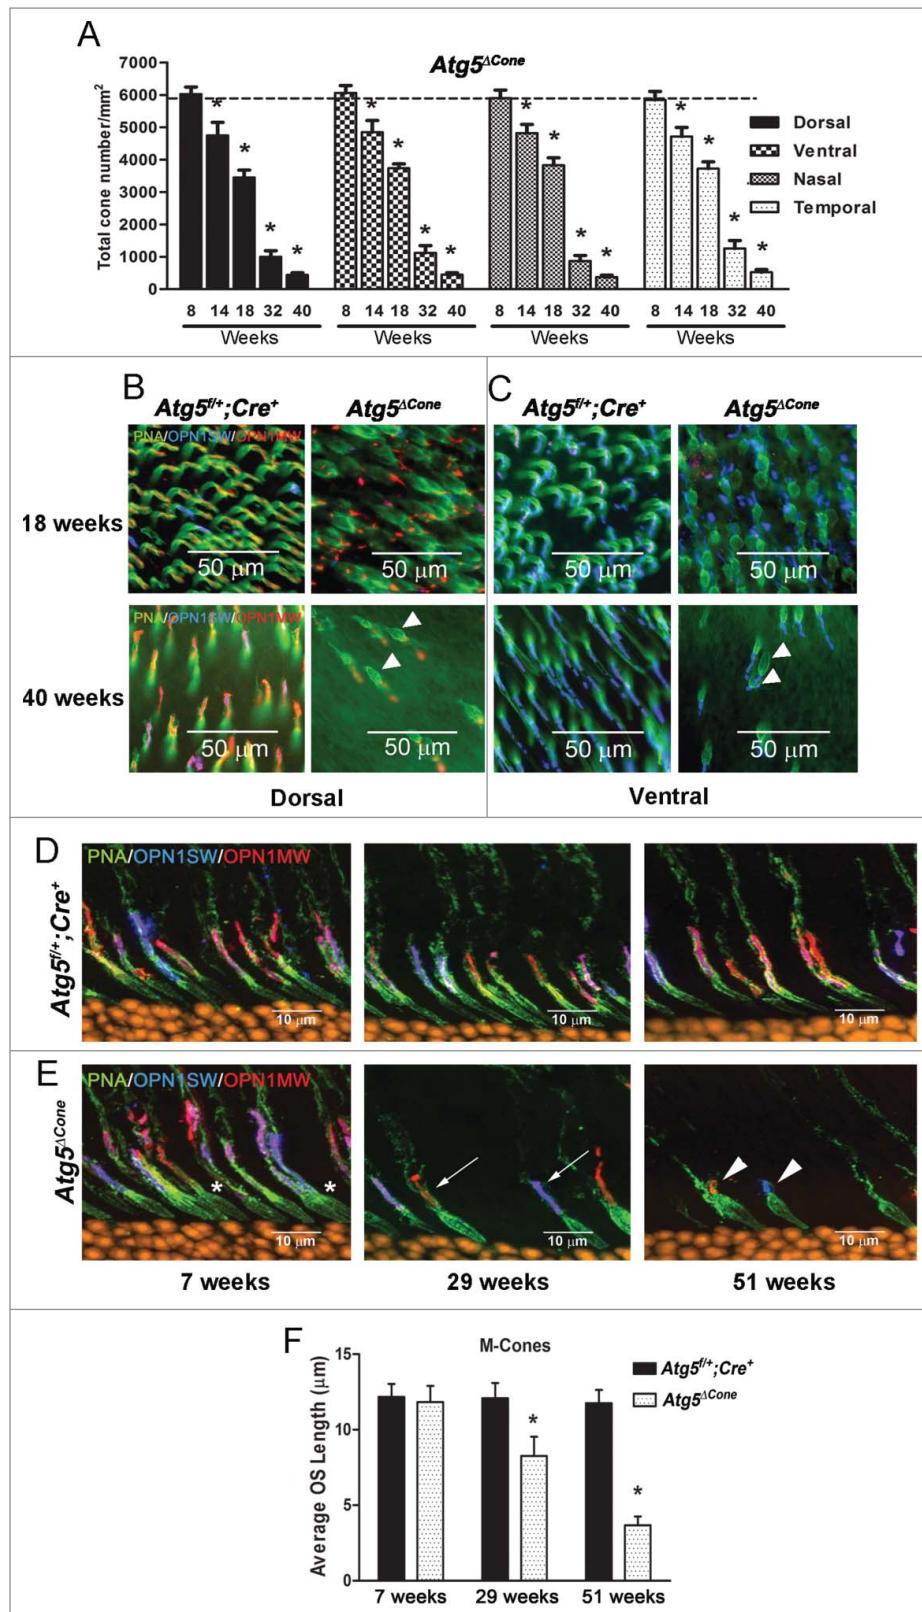 A
Atg5ΔCone
Total cone number/mm²
7000
6000
5000
4000
3000
2000
1000
0
* * * *
* * * *
* * * *
* * * *
Dorsal
Ventral
Nasal
Temporal
8 14 18 32 40 8 14 18 32 40 8 14 18 32 40 8 14 18 32 40
Weeks Weeks Weeks Weeks
B
Atg5f/+;Cre+ Atg5ΔCone
C
Atg5f/+;Cre+ Atg5ΔCone
18 weeks
PNA/OPN1SW/OPN1MW
50 μm 50 μm 50 μm 50 μm
40 weeks
PNA/OPN1SW/OPN1MW
50 μm 50 μm 50 μm 50 μm
Dorsal Ventral
D
Atg5f/+;Cre+
PNA/OPN1SW/OPN1MW
10 μm 10 μm 10 μm
E
Atg5ΔCone
PNA/OPN1SW/OPN1MW
* *
10 μm 10 μm 10 μm
7 weeks 29 weeks 51 weeks
F
M-Cones
Average OS Length (μm)
15
10
5
0
* *
Atg5f/+;Cre+
Atg5ΔCone
7 weeks 29 weeks 51 weeks